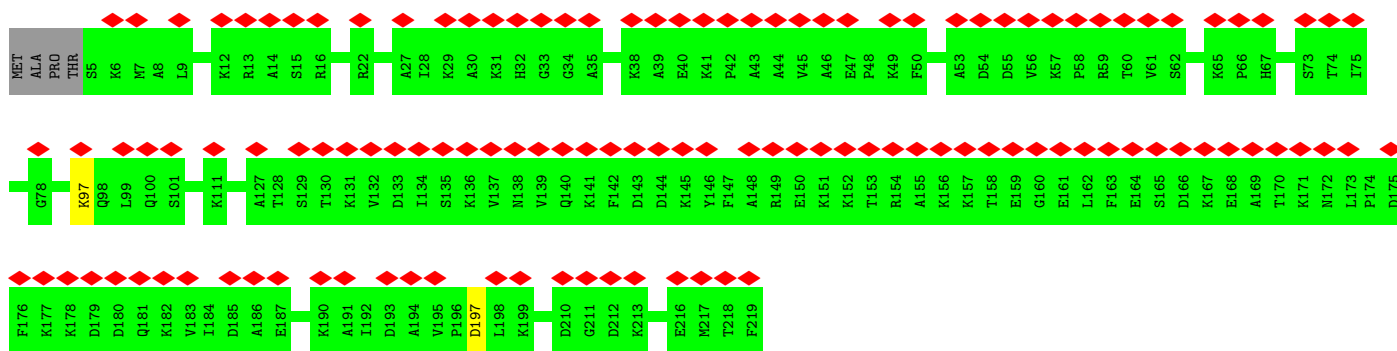 MET ALA PRO THR S5 K6 M7 A8 L9 K12 R13 A14 S15 R16 R22 A27 I28 K29 A30 K31 H32 G33 G34 A35 K38 A39 E40 K41 P42 A43 A44 V45 A46 E47 P48 K49 F50 A53 D54 D55 V56 K57 P58 R59 T60 V61 S62 K65 P66 H67 S73 T74 I75
G78 K97 Q98 L99 Q100 S101 K111 A127 T128 S129 T130 K131 V132 D133 I134 S135 K136 V137 N138 V139 Q140 K141 F142 D143 D144 K145 Y146 F147 A148 R149 E150 K151 K152 T153 R154 A155 K156 K157 T158 E159 G160 E161 L162 F163 E164 S165 D166 K167 E168 A169 T170 K171 N172 L173 P174 D175
F176 K177 K178 D179 D180 Q181 K182 V183 I184 D185 A186 E187 K190 A191 I192 D193 A194 V195 P196 D197 L198 K199 D210 G211 D212 K213 E216 M217 T218 F219